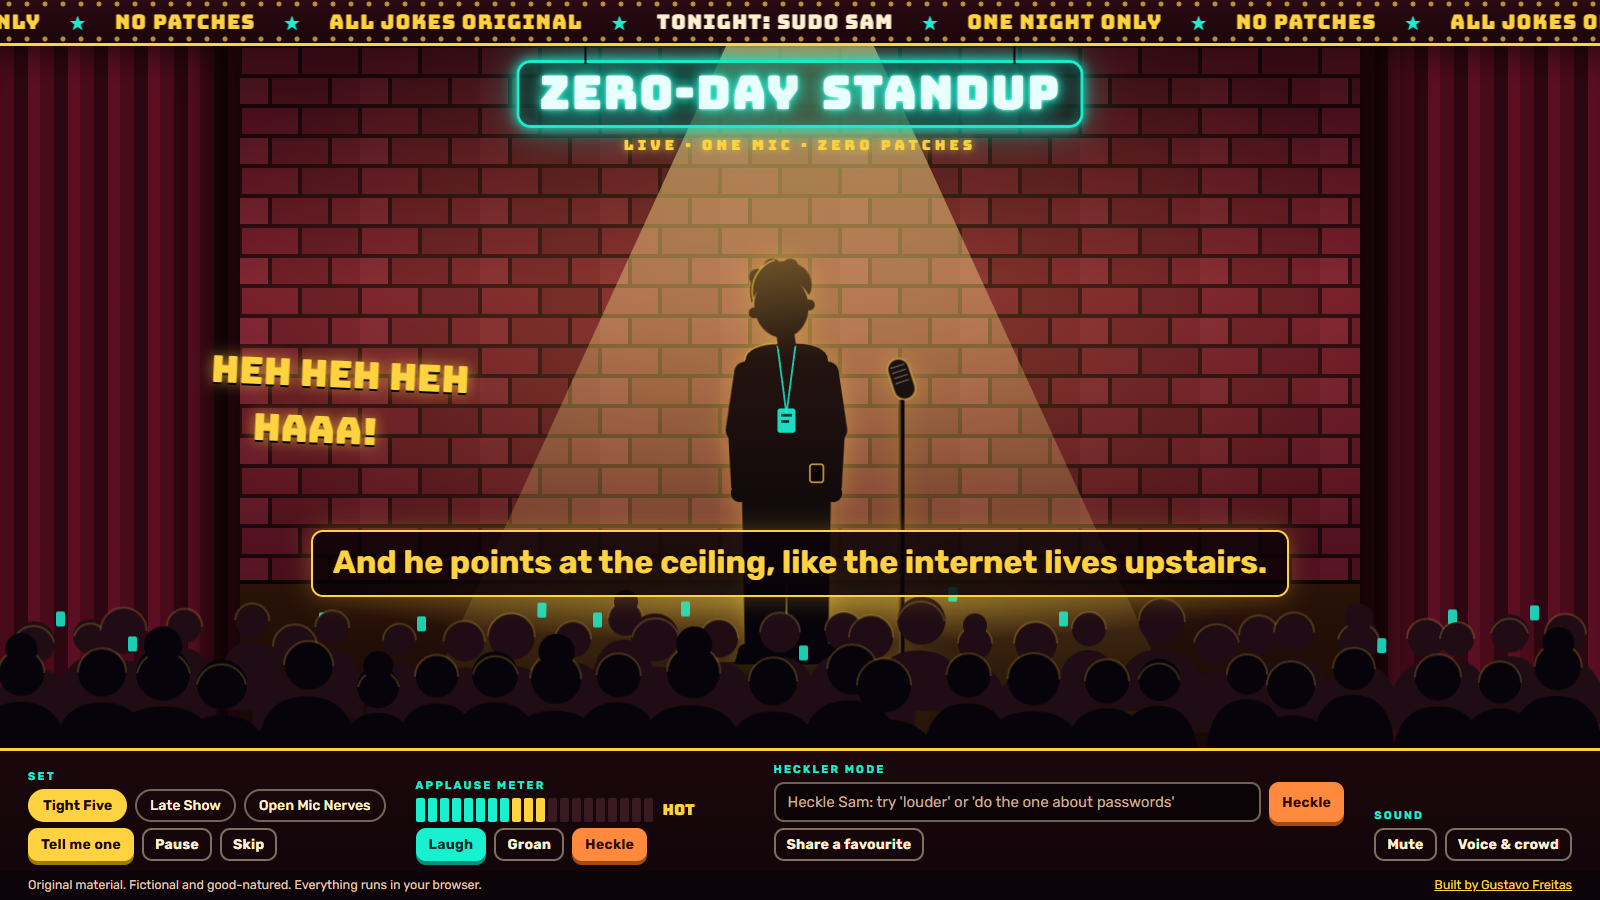 NLY ★ NO PATCHES ★ ALL JOKES ORIGINAL ★ TONIGHT: SUDO SAM ★ ONE NIGHT ONLY ★ NO PATCHES ★ ALL JOKES O
ZERO-DAY STANDUP
LIVE · ONE MIC · ZERO PATCHES
HEH HEH HEH
HAAA!
And he points at the ceiling, like the internet lives upstairs.
SET
Tight Five
Late Show
Open Mic Nerves
Tell me one
Pause
Skip
APPLAUSE METER
HOT
Laugh
Groan
Heckle
HECKLER MODE
Heckle Sam: try 'louder' or 'do the one about passwords'
Heckle
Share a favourite
SOUND
Mute
Voice & crowd
Original material. Fictional and good-natured. Everything runs in your browser.
Built by Gustavo Freitas